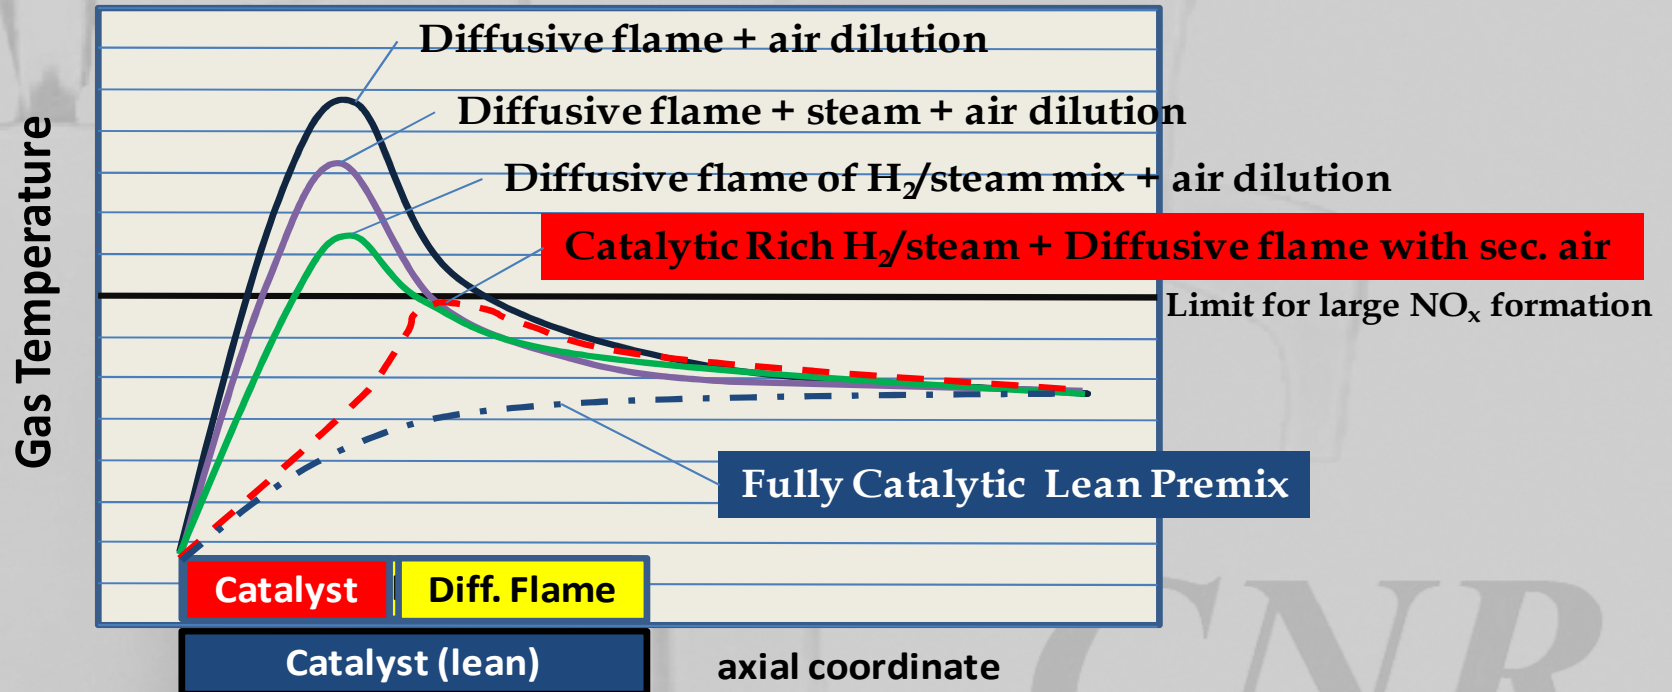 Diffusive flame + air dilution
Diffusive flame + steam + air dilution
Diffusive flame of H₂/steam mix + air dilution
Catalytic Rich H₂/steam + Diffusive flame with sec. air
Limit for large NOₓ formation
Gas Temperature
Fully Catalytic Lean Premix
Catalyst
Diff. Flame
Catalyst (lean)
axial coordinate
CNR